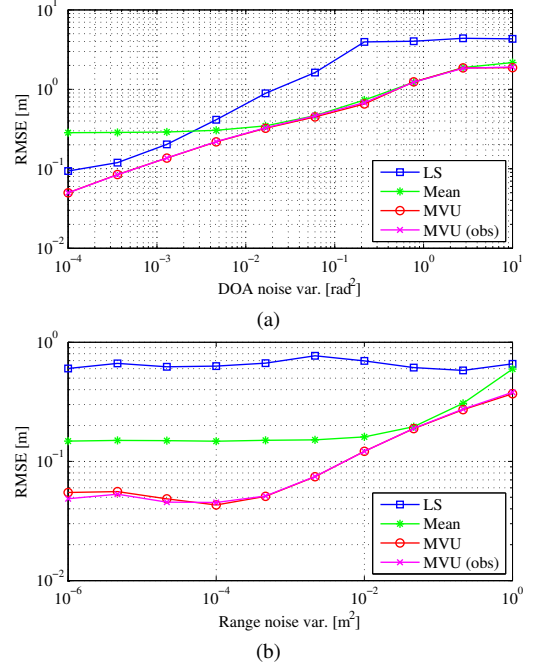 10^1
10^0
10^-1
10^-2
RMSE [m]
LS
Mean
MVU
MVU (obs)
10^-4
10^-3
10^-2
10^-1
10^0
10^1
DOA noise var. [rad^2]
(a)
10^0
10^-1
10^-2
RMSE [m]
LS
Mean
MVU
MVU (obs)
10^-6
10^-4
10^-2
10^0
Range noise var. [m^2]
(b)